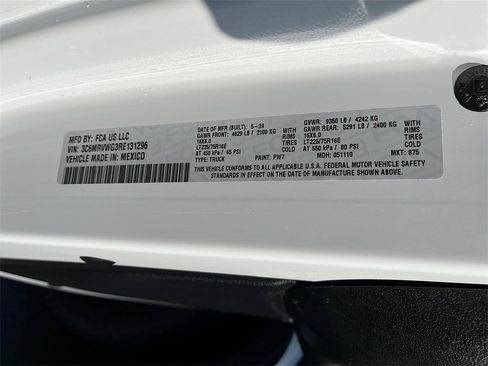 MFD BY: FCA US LLC
VIN: 3C6MRVWG3RE131296
VEHICLE MADE IN: MEXICO
DATE OF MFR (BUILT): 5-24
GAWR FRONT: 4629 LB / 2100 KG
16X6.0
LT225/75R16E
AT 450 kPa / 65 PSI
TYPE: TRUCK
WITH
RIMS
TIRES
COLD
PAINT: PW7
GVWR: 9350 LB / 4242 KG
GAWR REAR: 5291 LB / 2400 KG
16X6.0
LT225/75R16E
AT 550 kPa / 80 PSI
MDH: 051110
WITH
RIMS
TIRES
COLD
MKT: 875
THIS VEHICLE CONFORMS TO ALL APPLICABLE U.S.A. FEDERAL MOTOR VEHICLE SAFETY
STANDARDS IN EFFECT ON THE DATE OF MANUFACTURE SHOWN ABOVE.